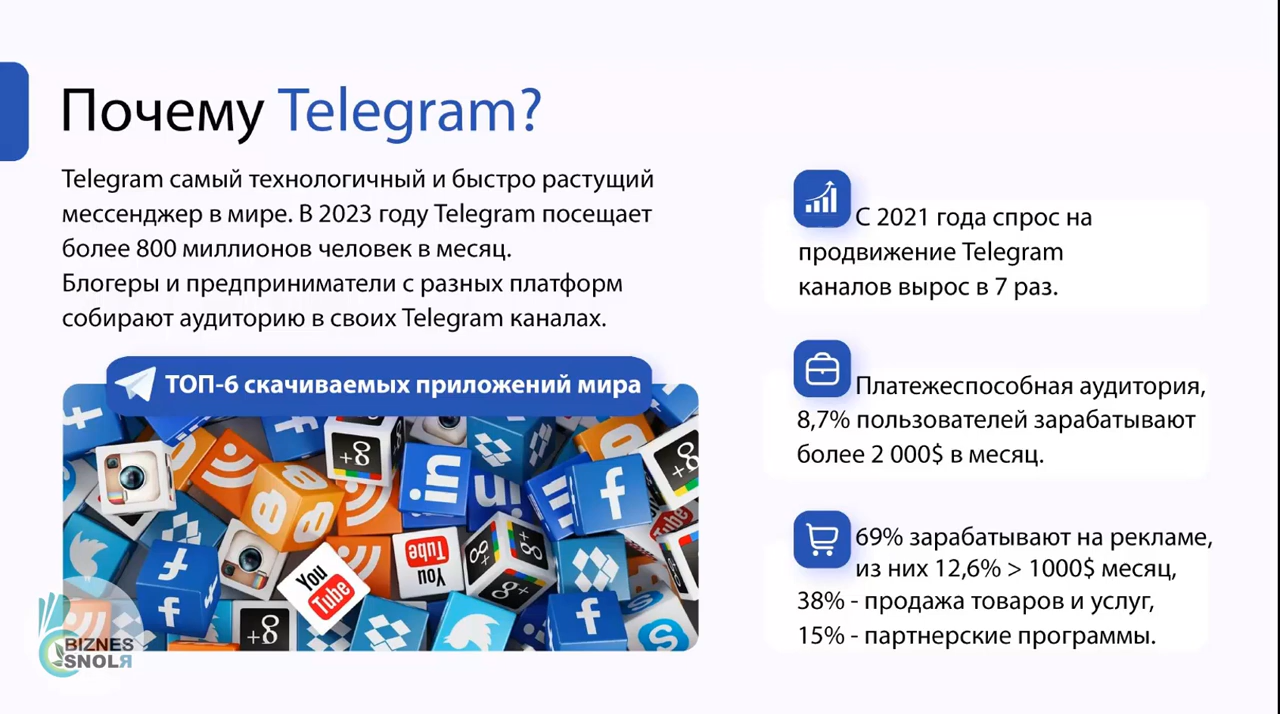 Почему Telegram?
Telegram самый технологичный и быстро растущий
мессенджер в мире. В 2023 году Telegram посещает
более 800 миллионов человек в месяц.
Блогеры и предприниматели с разных платформ
собирают аудиторию в своих Telegram каналах.
ТОП-6 скачиваемых приложений мира
С 2021 года спрос на
продвижение Telegram
каналов вырос в 7 раз.
Платежеспособная аудитория,
8,7% пользователей зарабатывают
более 2 000$ в месяц.
69% зарабатывают на рекламе,
из них 12,6% > 1000$ месяц,
38% - продажа товаров и услуг,
15% - партнерские программы.
You
Tube
You
Tube
in
BIZNES
SNOLЯ